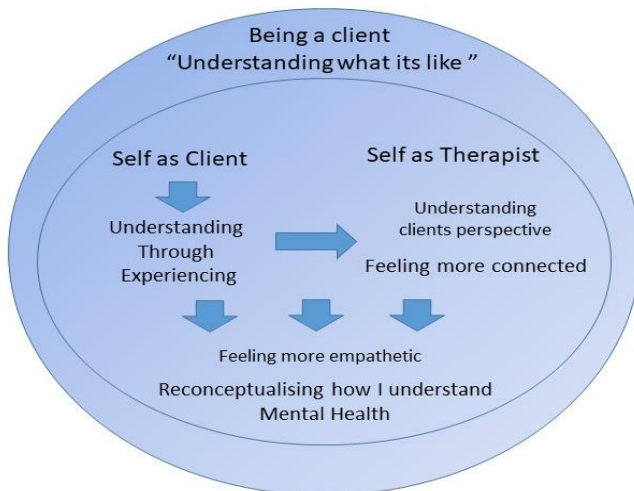 Being a client
“Understanding what its like ”
Self as Client
Understanding
Through
Experiencing
Self as Therapist
Understanding
clients perspective
Feeling more connected
Feeling more empathetic
Reconceptualising how I understand
Mental Health